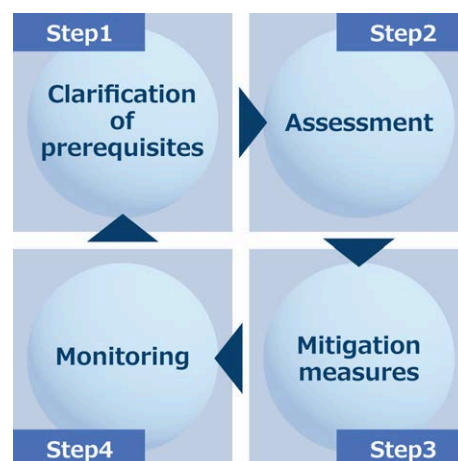 Step1
Clarification
of
prerequisites
Step2
Assessment
Mitigation
measures
Step3
Monitoring
Step4